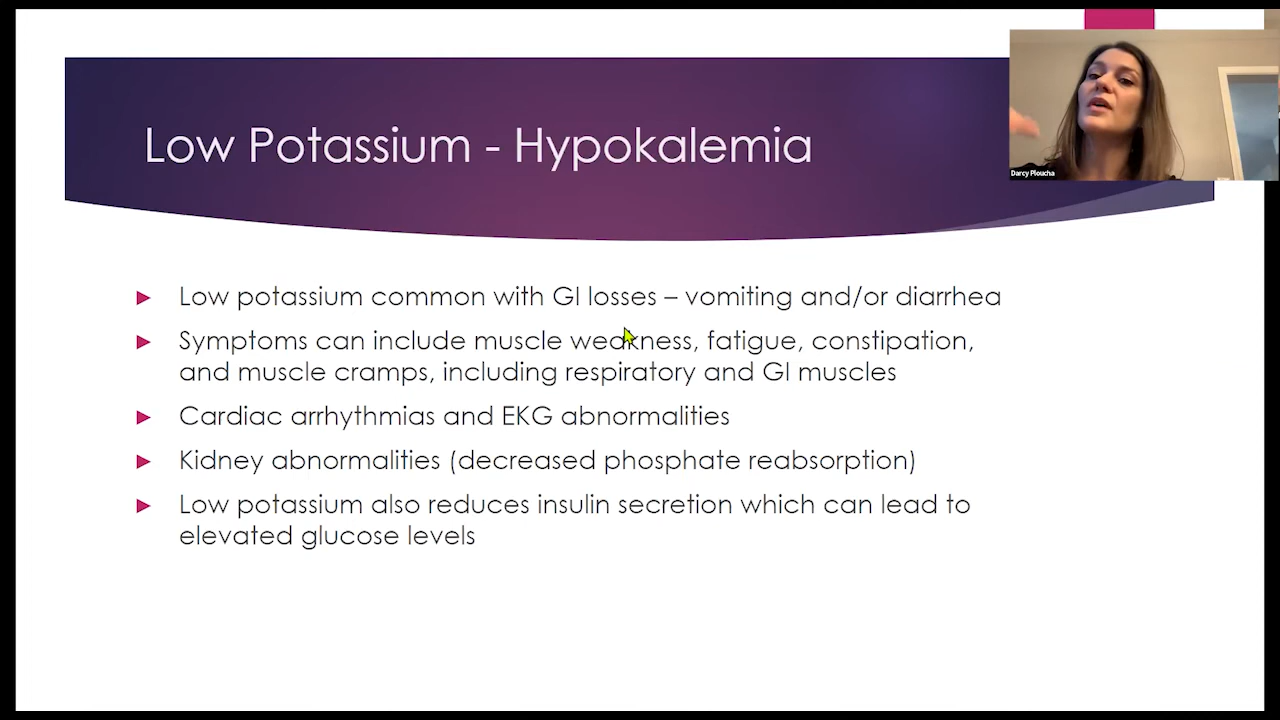 Low Potassium - Hypokalemia
Darcy Ploucha
Low potassium common with GI losses – vomiting and/or diarrhea
Symptoms can include muscle weakness, fatigue, constipation,
and muscle cramps, including respiratory and GI muscles
Cardiac arrhythmias and EKG abnormalities
Kidney abnormalities (decreased phosphate reabsorption)
Low potassium also reduces insulin secretion which can lead to
elevated glucose levels